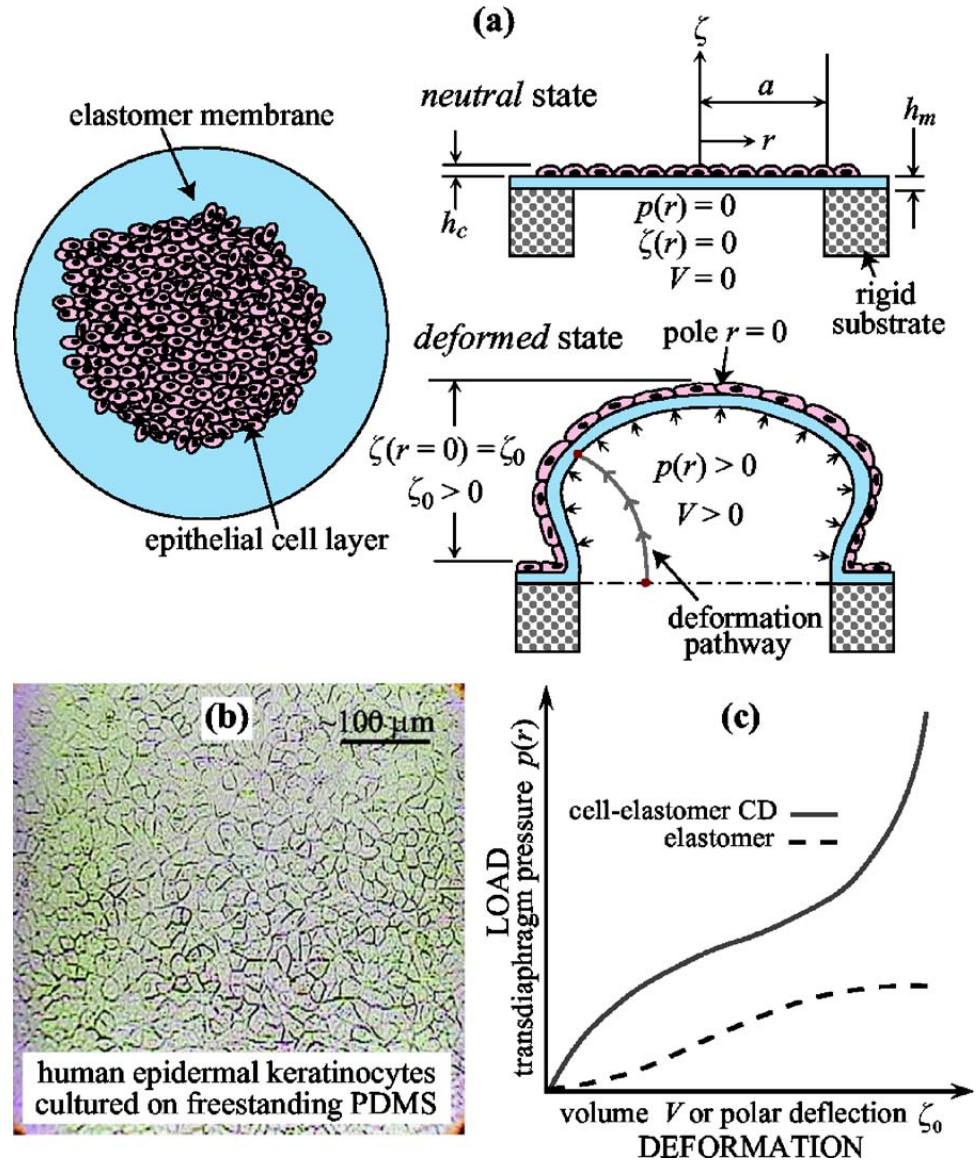 (a)
elastomer membrane
epithelial cell layer
neutral state
ζ
a
r
hₘ
h_c
p(r) = 0
ζ(r) = 0
V = 0
rigid
substrate
deformed state
pole r = 0
ζ(r = 0) = ζ₀
ζ₀ > 0
p(r) > 0
V > 0
deformation
pathway
(b)
~100 μm
human epidermal keratinocytes
cultured on freestanding PDMS
(c)
LOAD
transdiaphragm pressure p(r)
cell-elastomer CD
elastomer
volume V or polar deflection ζ₀
DEFORMATION